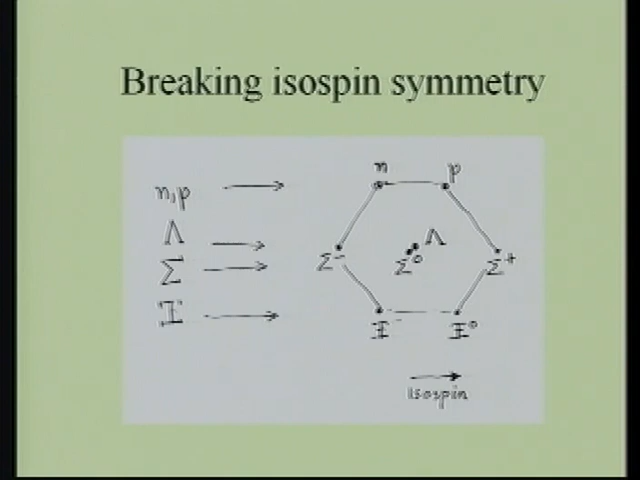 Breaking isospin symmetry
n p
n,p
Λ Λ
Σ Σ⁻ Σ⁰ Σ⁺
Ξ Ξ⁻ Ξ⁰
isospin